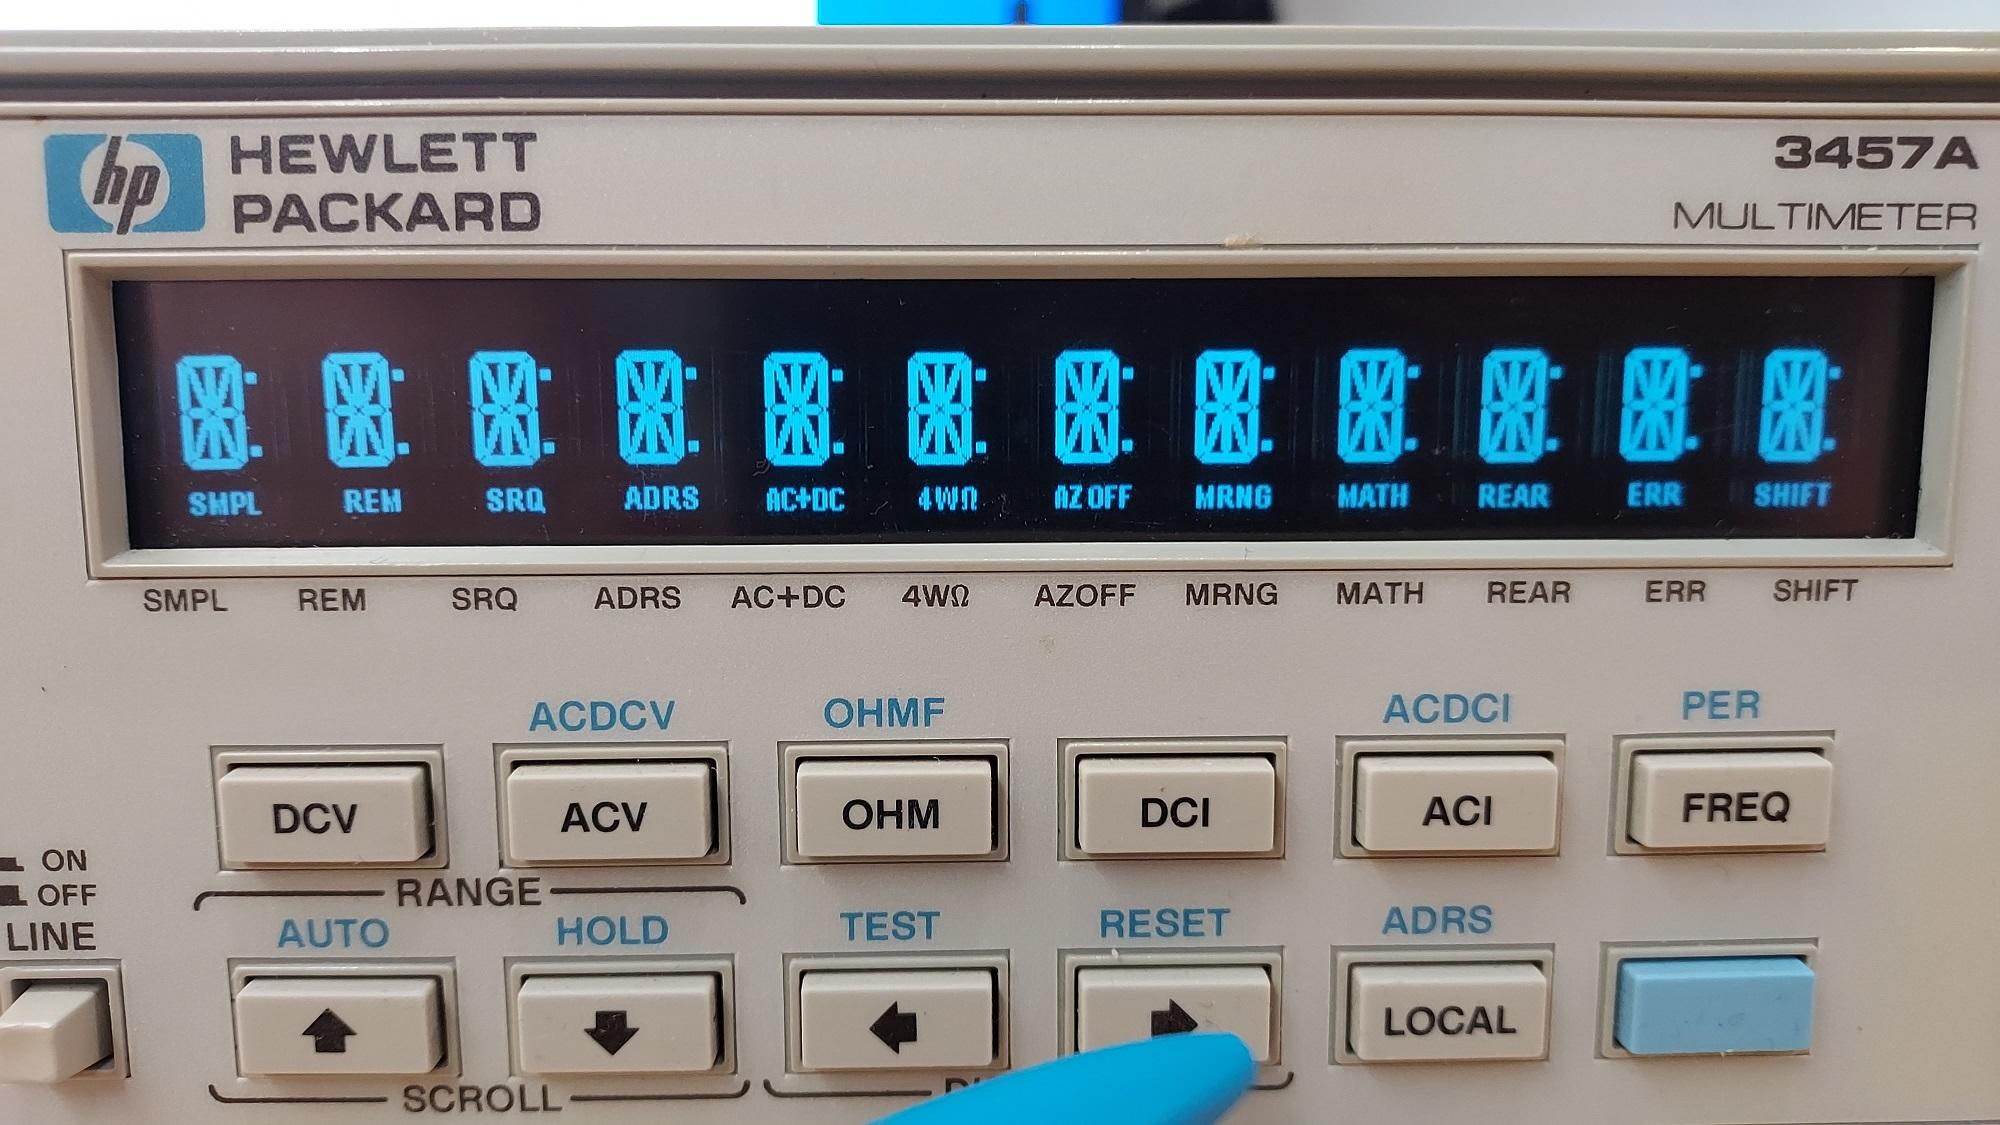 hp HEWLETT PACKARD
3457A
MULTIMETER
SMPL REM SRQ ADRS AC+DC 4WΩ AZOFF MRNG MATH REAR ERR SHIFT
SMPL REM SRQ ADRS AC+DC 4WΩ AZOFF MRNG MATH REAR ERR SHIFT
ACDCV OHMF ACDCI PER
DCV ACV OHM DCI ACI FREQ
ON
OFF
LINE
RANGE
AUTO HOLD TEST RESET ADRS
LOCAL
SCROLL